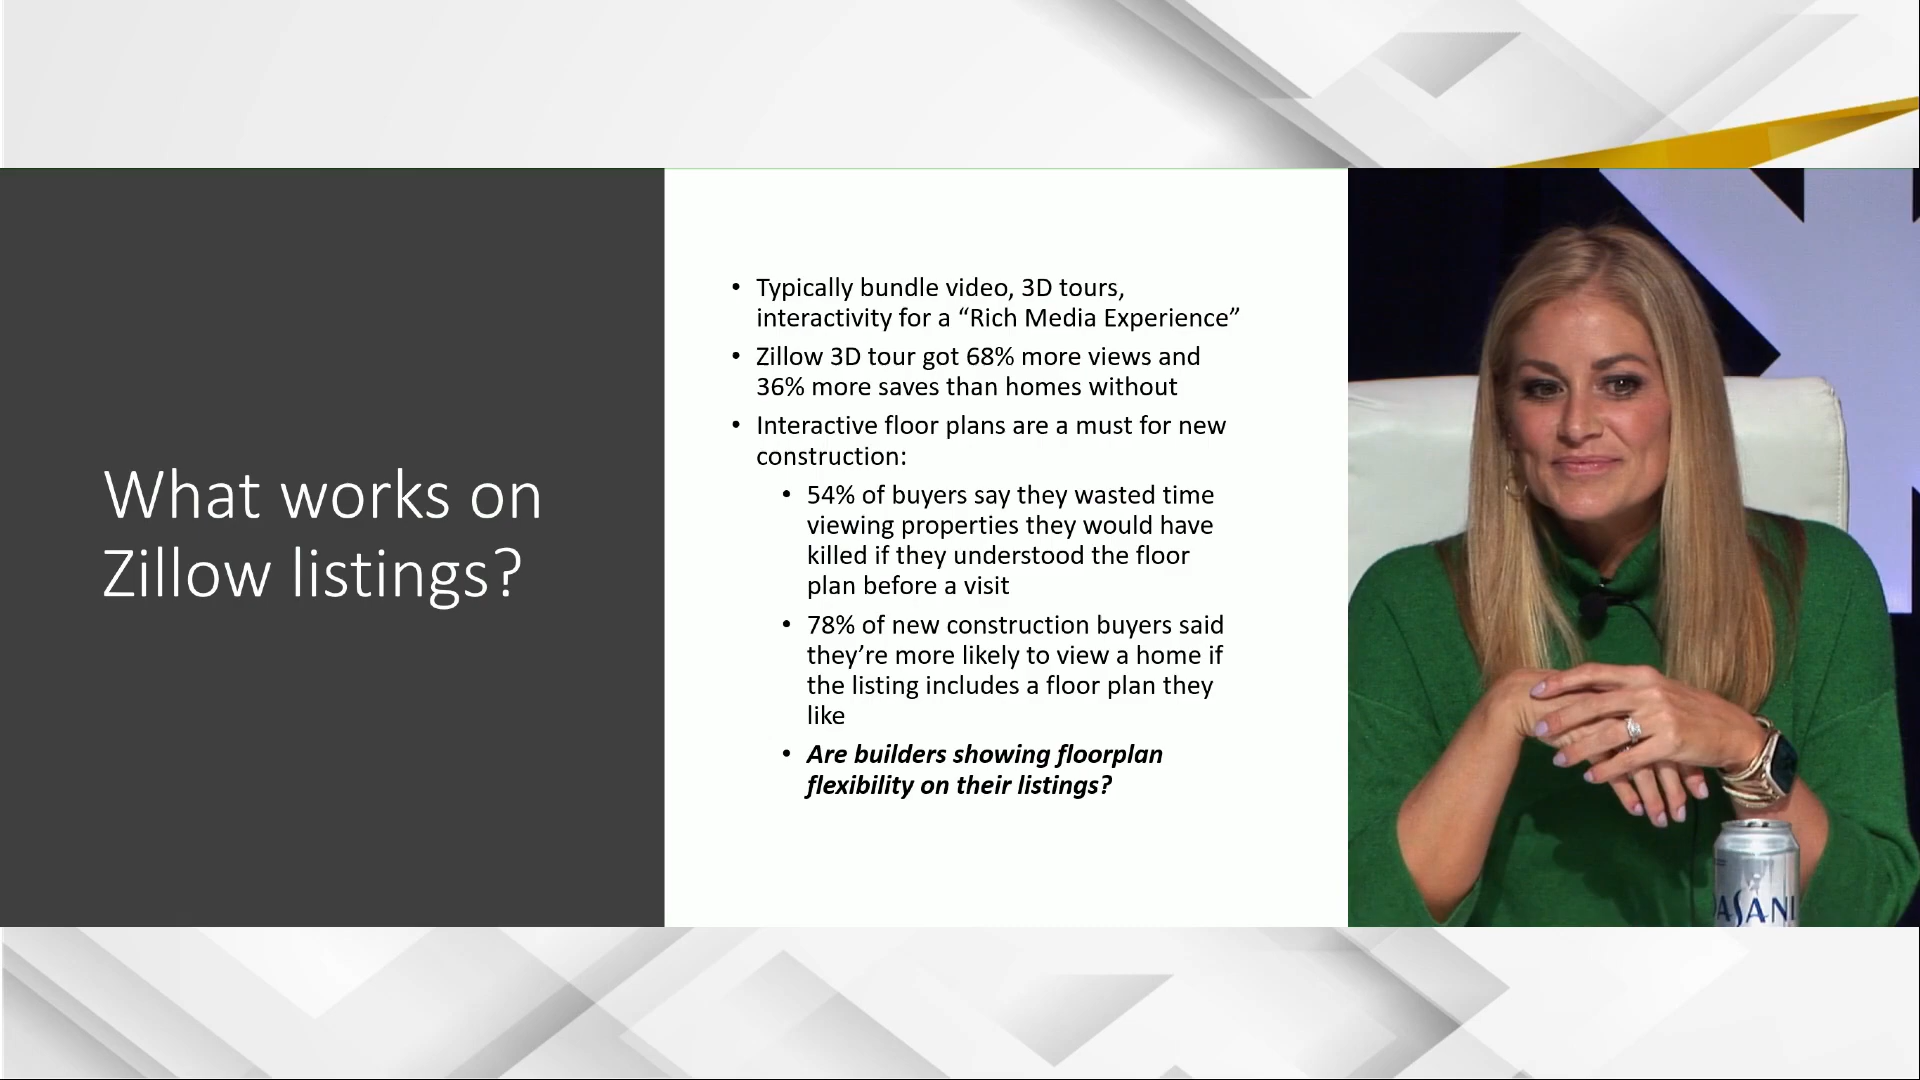 What works on
Zillow listings?
• Typically bundle video, 3D tours,
interactivity for a “Rich Media Experience”
• Zillow 3D tour got 68% more views and
36% more saves than homes without
• Interactive floor plans are a must for new
construction:
• 54% of buyers say they wasted time
viewing properties they would have
killed if they understood the floor
plan before a visit
• 78% of new construction buyers said
they’re more likely to view a home if
the listing includes a floor plan they
like
• Are builders showing floorplan
flexibility on their listings?
DASANI